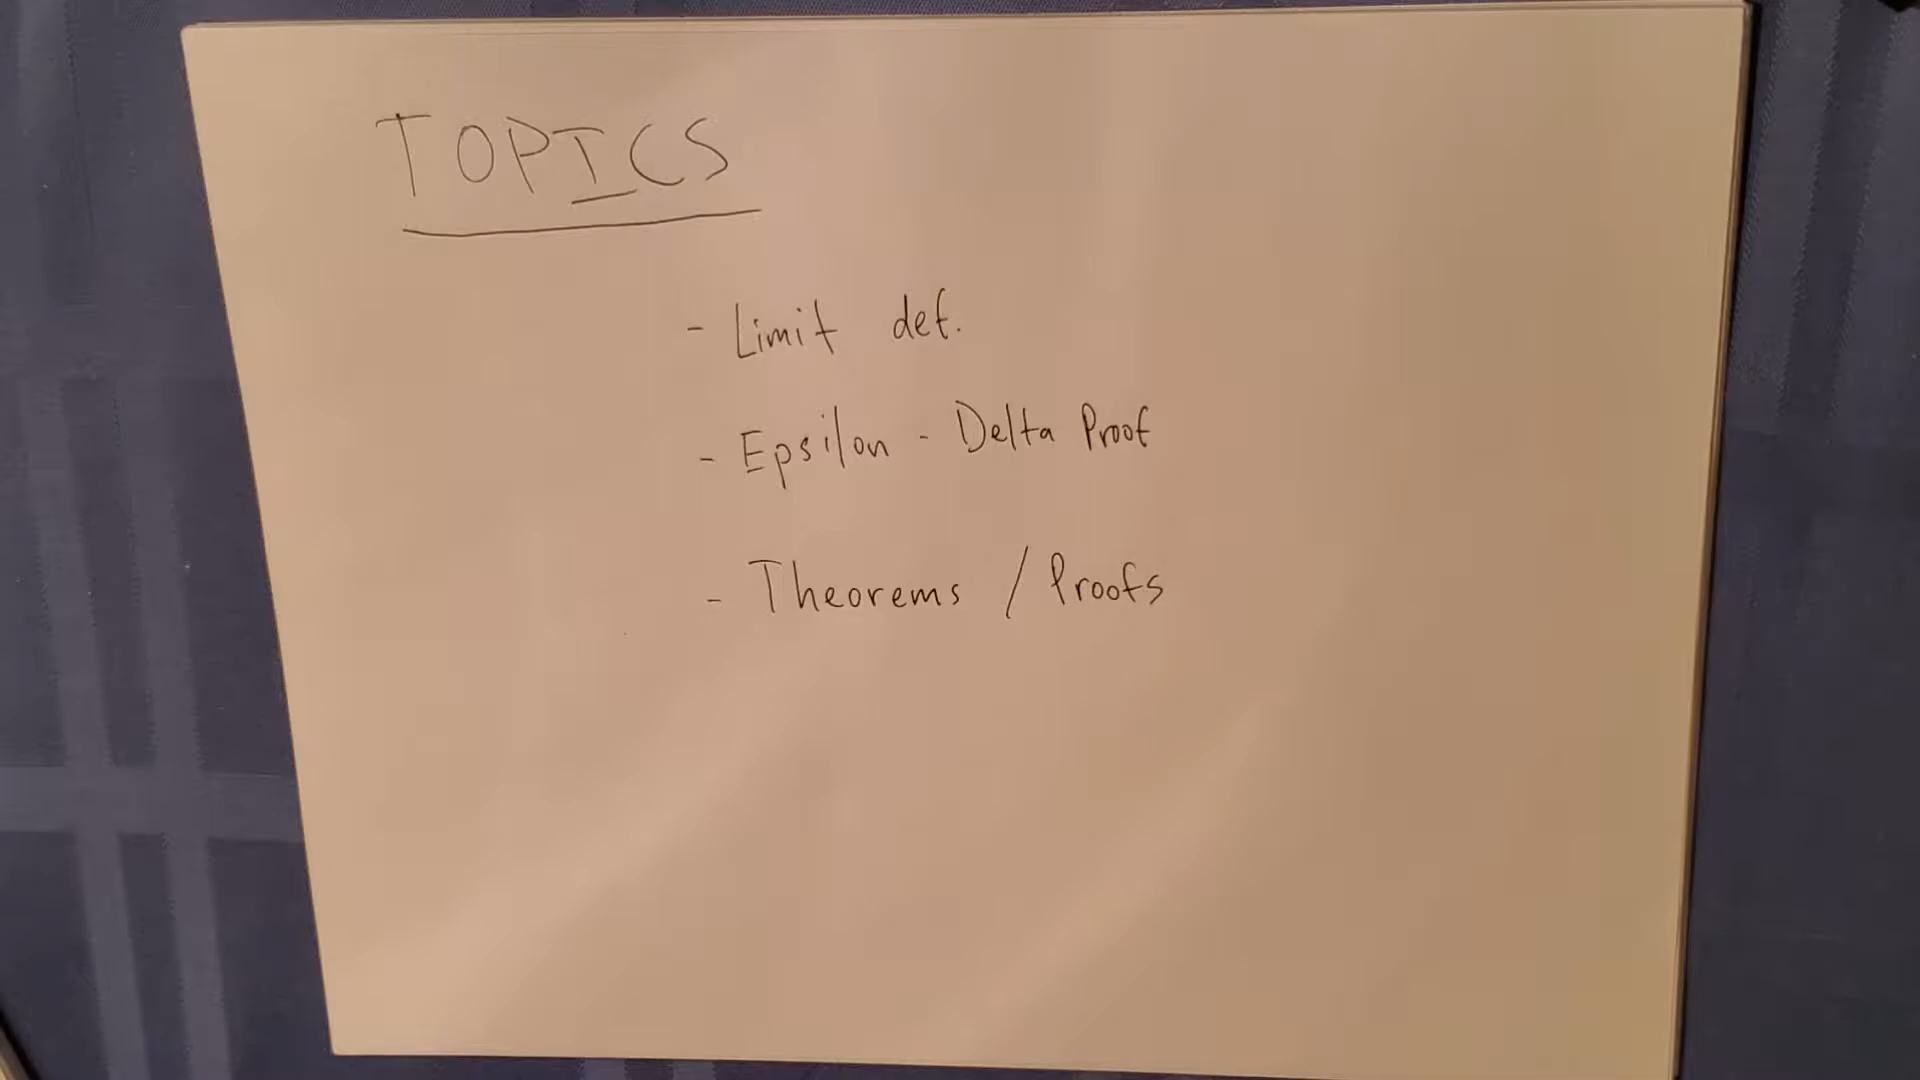 TOPICS
- Limit def.
- Epsilon - Delta Proof
- Theorems / Proofs